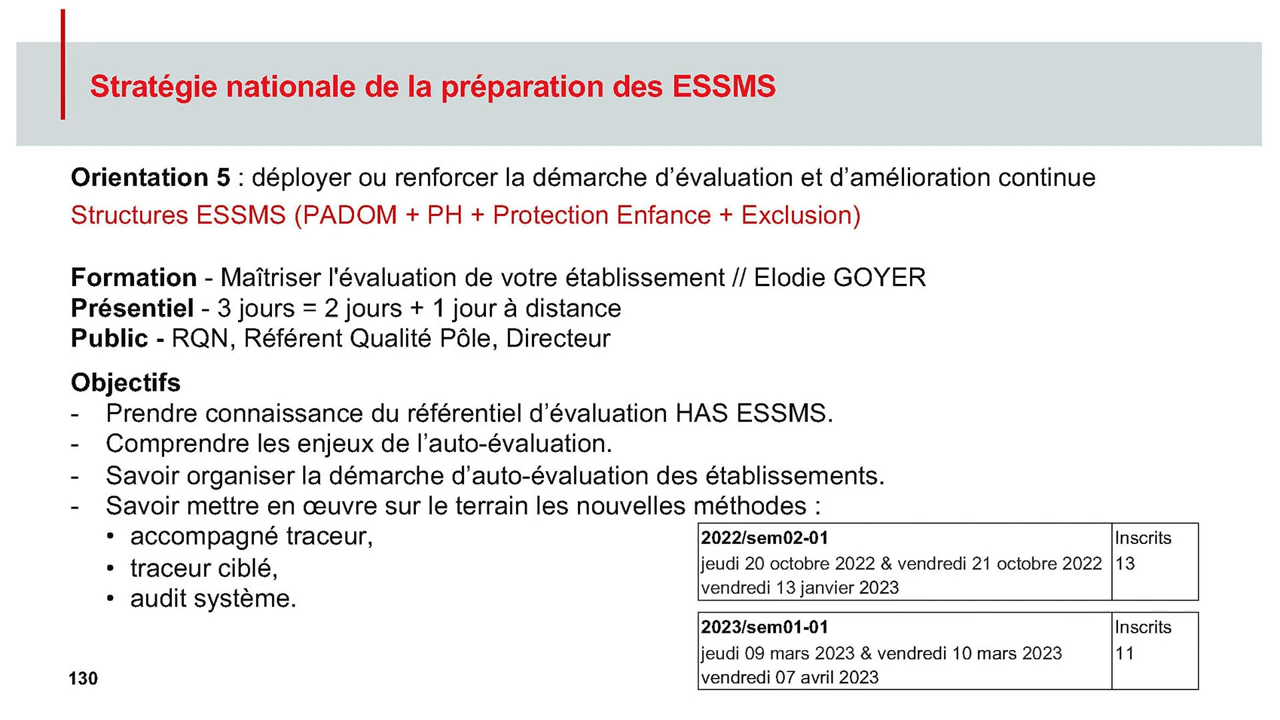 Stratégie nationale de la préparation des ESSMS
Orientation 5 : déployer ou renforcer la démarche d’évaluation et d’amélioration continue
Structures ESSMS (PADOM + PH + Protection Enfance + Exclusion)
Formation - Maîtriser l'évaluation de votre établissement // Elodie GOYER
Présentiel - 3 jours = 2 jours + 1 jour à distance
Public - RQN, Référent Qualité Pôle, Directeur
Objectifs
- Prendre connaissance du référentiel d’évaluation HAS ESSMS.
- Comprendre les enjeux de l’auto-évaluation.
- Savoir organiser la démarche d’auto-évaluation des établissements.
- Savoir mettre en œuvre sur le terrain les nouvelles méthodes :
• accompagné traceur,
• traceur ciblé,
• audit système.
2022/sem02-01 Inscrits
jeudi 20 octobre 2022 & vendredi 21 octobre 2022 13
vendredi 13 janvier 2023
2023/sem01-01 Inscrits
jeudi 09 mars 2023 & vendredi 10 mars 2023 11
vendredi 07 avril 2023
130